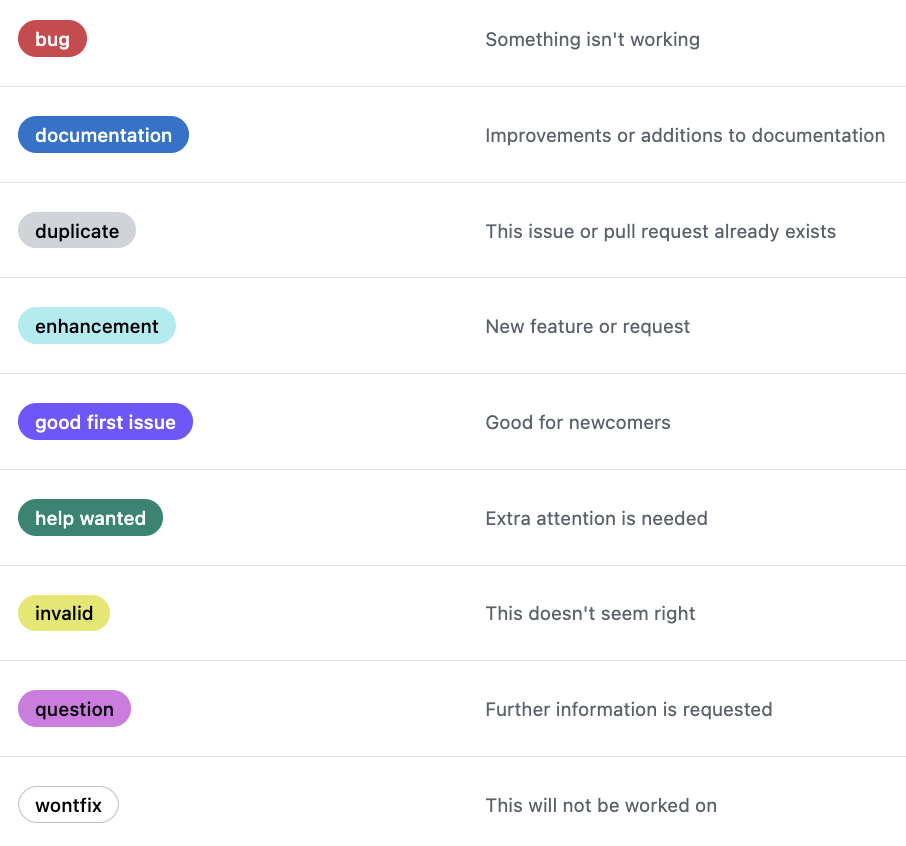 bug Something isn't working
documentation Improvements or additions to documentation
duplicate This issue or pull request already exists
enhancement New feature or request
good first issue Good for newcomers
help wanted Extra attention is needed
invalid This doesn't seem right
question Further information is requested
wontfix This will not be worked on